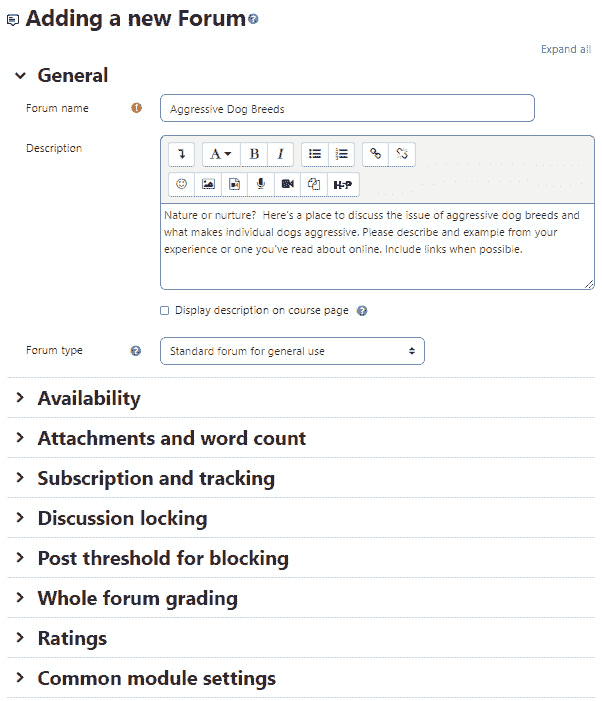 Adding a new Forum
Expand all
General
Forum name
Aggressive Dog Breeds
Description
A B I
H-P
Nature or nurture? Here's a place to discuss the issue of aggressive dog breeds and
what makes individual dogs aggressive. Please describe and example from your
experience or one you've read about online. Include links when possible.
Display description on course page
Forum type
Standard forum for general use
Availability
Attachments and word count
Subscription and tracking
Discussion locking
Post threshold for blocking
Whole forum grading
Ratings
Common module settings